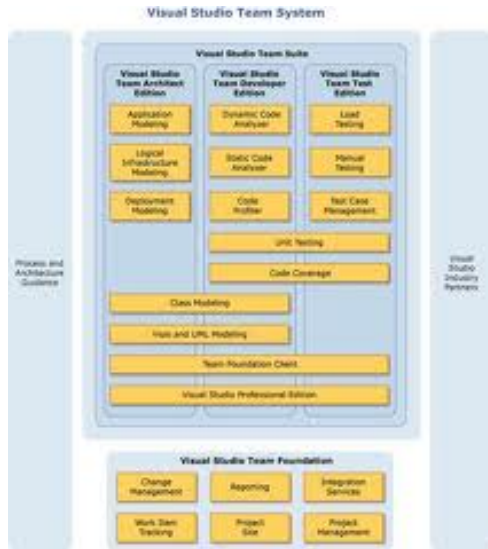 Visual Studio Team System
Visual Studio Team Suite
Visual Studio
Team Architect
Edition
Visual Studio
Team Developer
Edition
Visual Studio
Team Test
Edition
Application
Modeling
Dynamic Code
Analyzer
Load
Testing
Logical
Infrastructure
Modeling
Static Code
Analyzer
Manual
Testing
Deployment
Modeling
Code
Profiler
Test Case
Management
Unit Testing
Code Coverage
Class Modeling
Visio and UML Modeling
Team Foundation Client
Visual Studio Professional Edition
Process and
Architecture
Guidance
Visual
Studio
Industry
Partners
Visual Studio Team Foundation
Change
Management
Reporting
Integration
Services
Work Item
Tracking
Project
Site
Project
Management